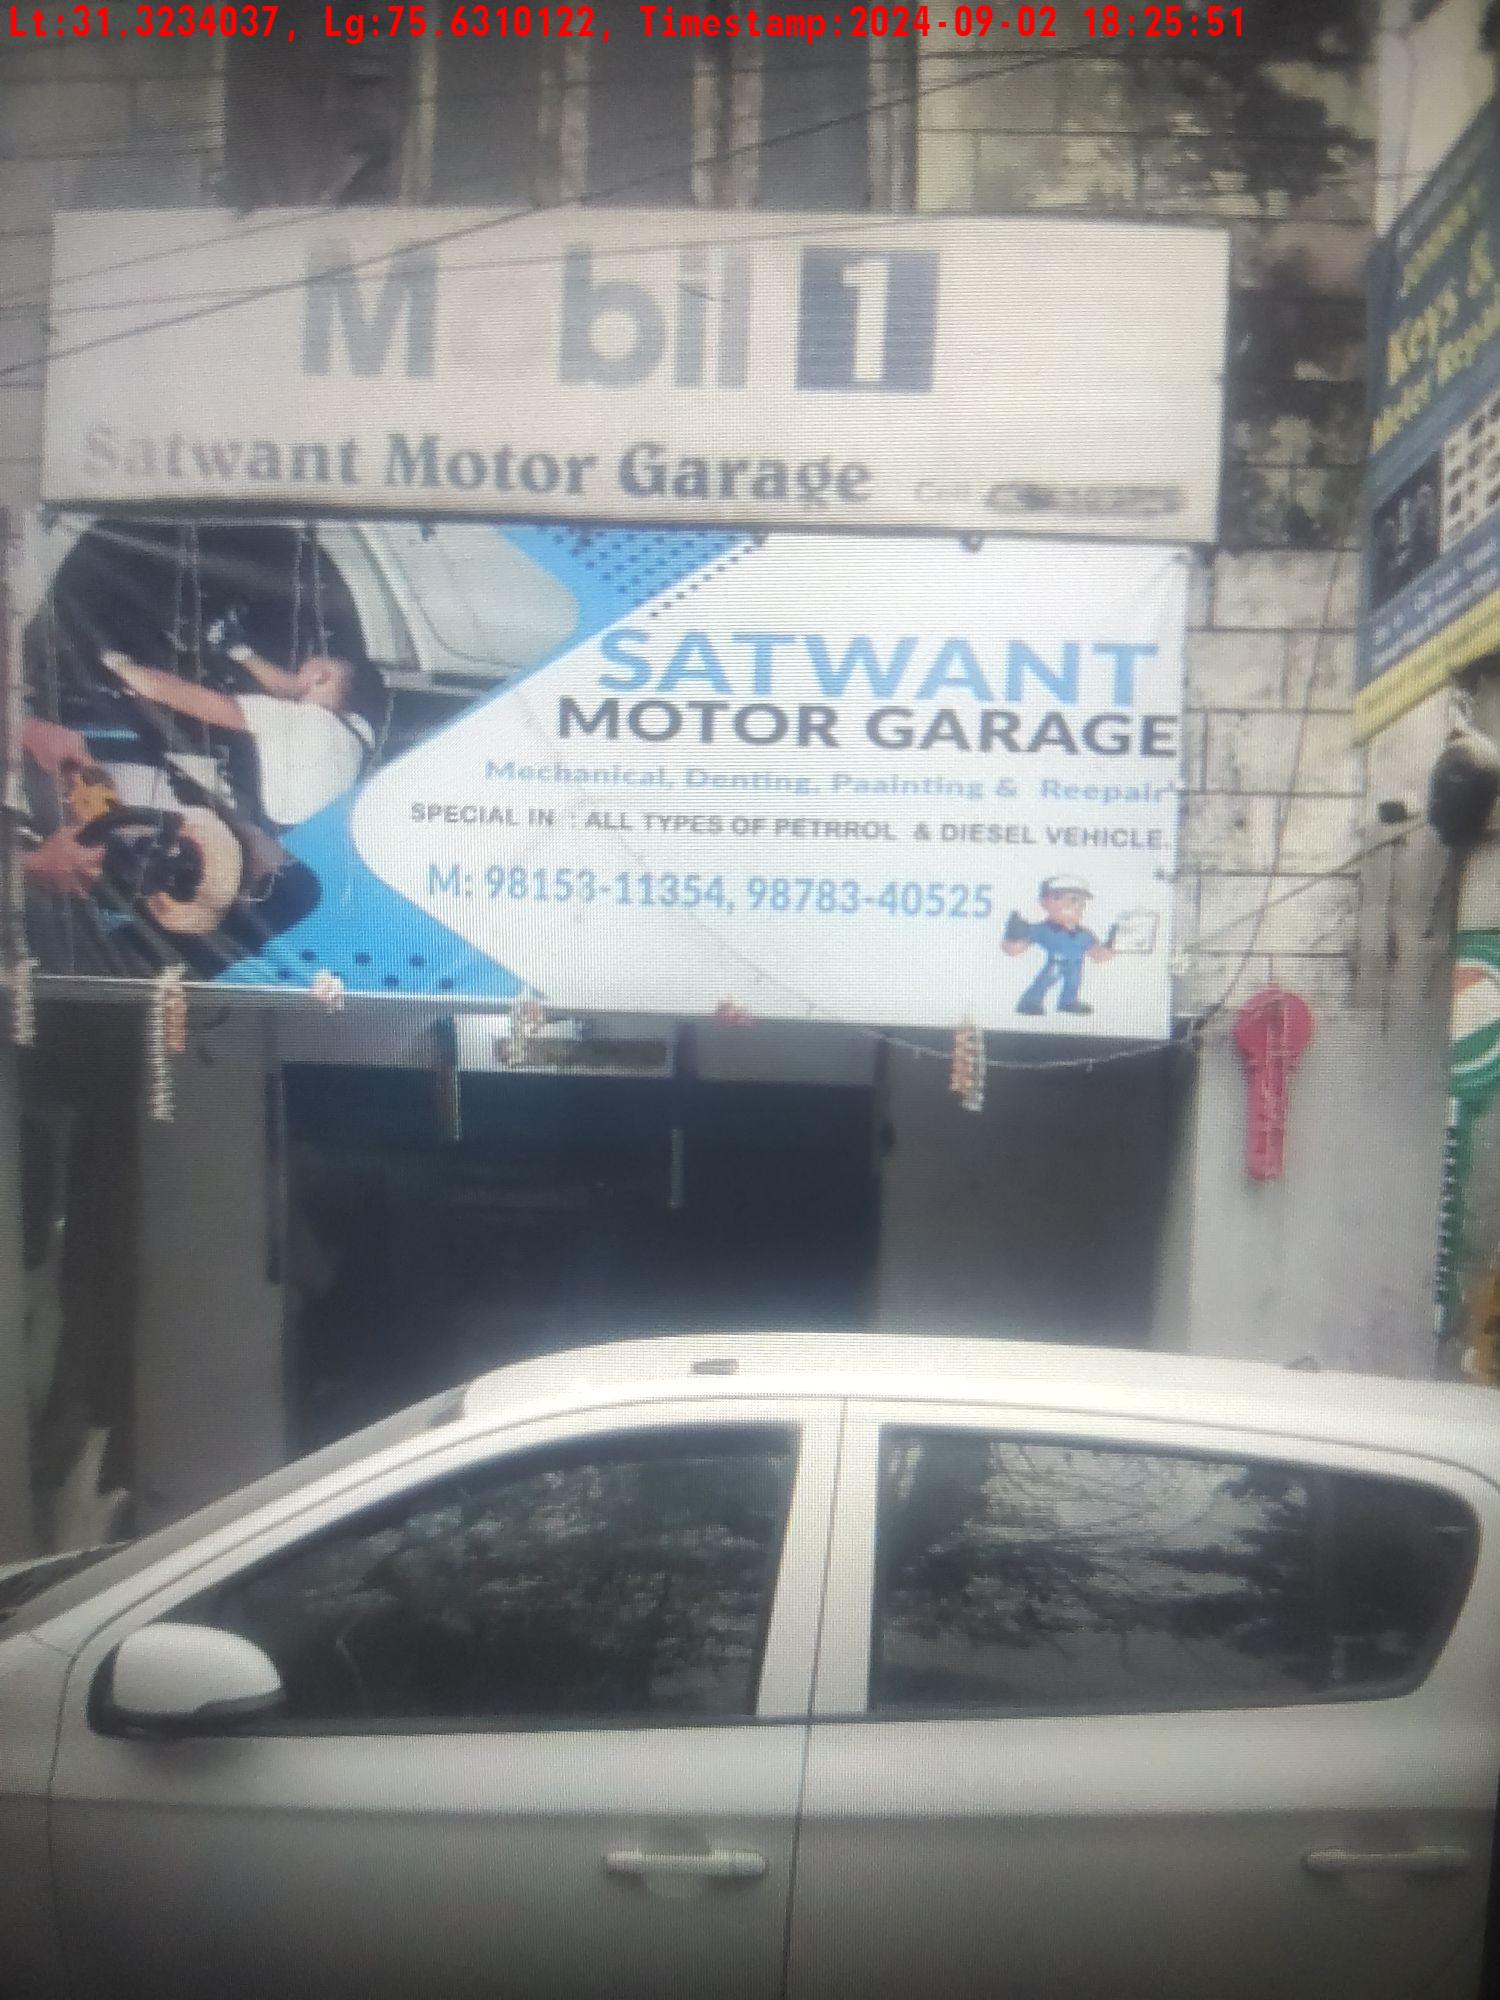 Lt:31.3234037, Lg:75.6310122, Timestamp:2024-09-02 18:25:51
M bil 1
Satwant Motor Garage
Cell
SATWANT
MOTOR GARAGE
Mechanical, Denting, Paainting & Reepair
SPECIAL IN : ALL TYPES OF PETRROL & DIESEL VEHICLE.
M: 98153-11354, 98783-40525
Keys &